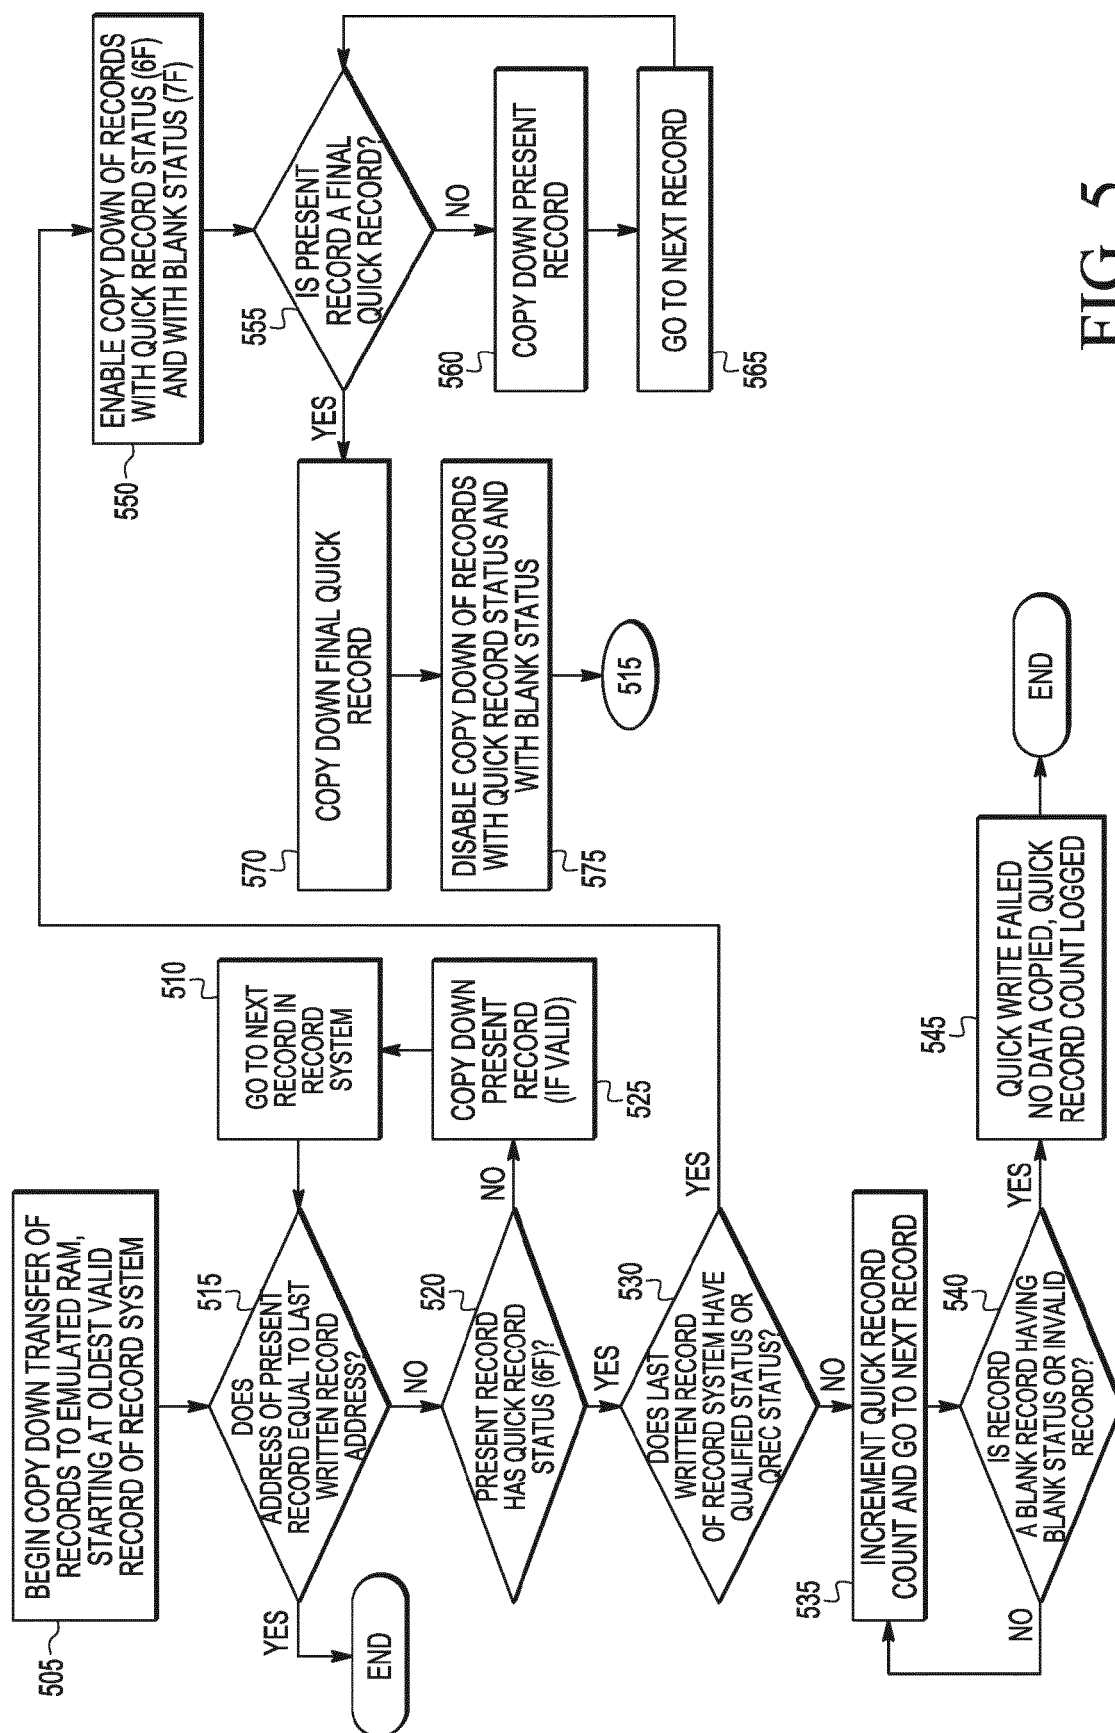 BEGIN COPY DOWN TRANSFER OF
RECORDS TO EMULATED RAM,
STARTING AT OLDEST VALID
RECORD OF RECORD SYSTEM
505
DOES
ADDRESS OF PRESENT
RECORD EQUAL TO LAST
WRITTEN RECORD
ADDRESS?
515
YES
END
NO
GO TO NEXT
RECORD IN
RECORD
SYSTEM
510
PRESENT RECORD
HAS QUICK RECORD
STATUS (6F)?
520
NO
COPY DOWN
PRESENT
RECORD
(IF VALID)
525
YES
DOES LAST
WRITTEN RECORD
OF RECORD SYSTEM HAVE
QUALIFIED STATUS OR
QREC STATUS?
530
YES
NO
INCREMENT QUICK RECORD
COUNT AND GO TO NEXT RECORD
535
IS RECORD
A BLANK RECORD HAVING
BLANK STATUS OR INVALID
RECORD?
540
NO
YES
QUICK WRITE FAILED
NO DATA COPIED, QUICK
RECORD COUNT LOGGED
545
END
ENABLE COPY DOWN OF RECORDS
WITH QUICK RECORD STATUS (6F)
AND WITH BLANK STATUS (7F)
550
IS PRESENT
RECORD A FINAL
QUICK RECORD?
555
YES
NO
COPY DOWN PRESENT
RECORD
560
GO TO NEXT RECORD
565
COPY DOWN FINAL QUICK
RECORD
570
DISABLE COPY DOWN OF RECORDS
WITH QUICK RECORD STATUS AND
WITH BLANK STATUS
575
515
FIG. 5